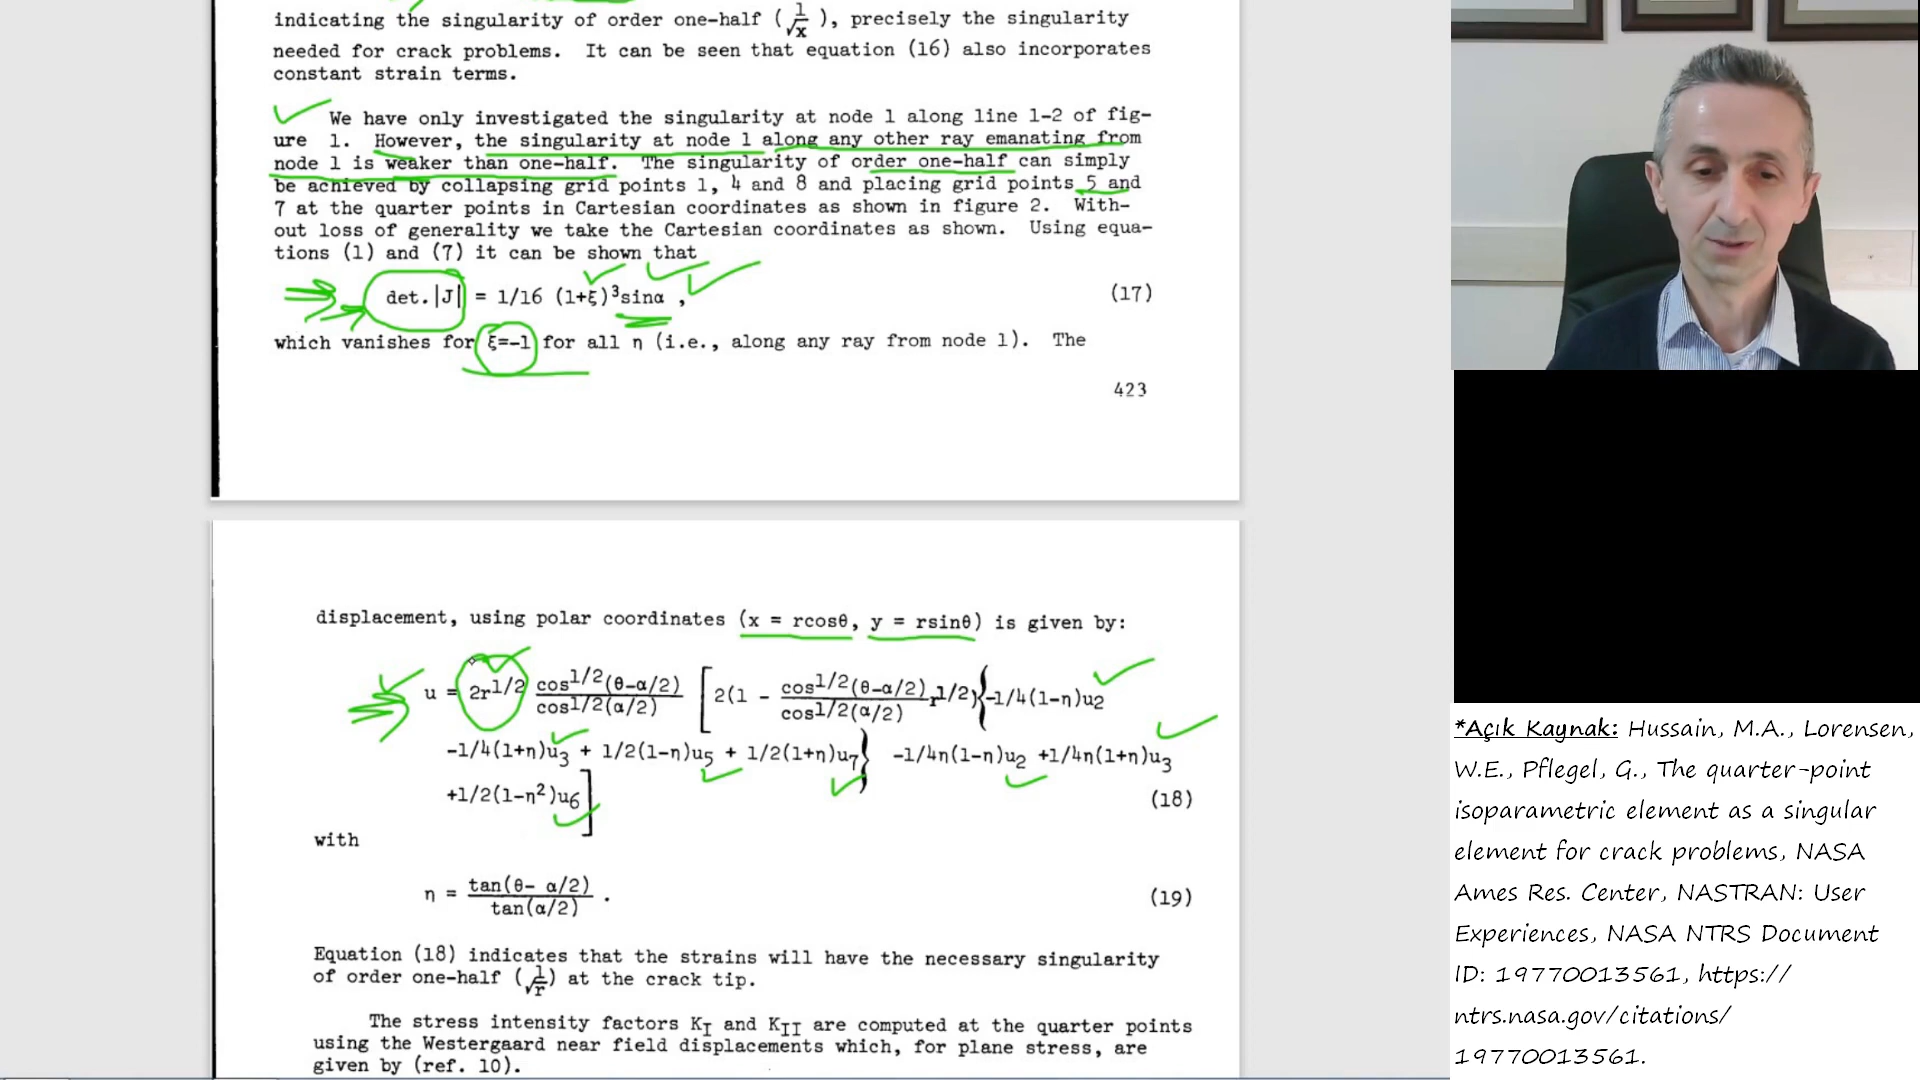 indicating the singularity of order one-half (1/√x), precisely the singularity
needed for crack problems. It can be seen that equation (16) also incorporates
constant strain terms.
We have only investigated the singularity at node 1 along line 1-2 of fig-
ure 1. However, the singularity at node 1 along any other ray emanating from
node 1 is weaker than one-half. The singularity of order one-half can simply
be achieved by collapsing grid points 1, 4 and 8 and placing grid points 5 and
7 at the quarter points in Cartesian coordinates as shown in figure 2. With-
out loss of generality we take the Cartesian coordinates as shown. Using equa-
tions (1) and (7) it can be shown that
det.|J| = 1/16 (1+ξ)³sinα , (17)
which vanishes for ξ=-1 for all η (i.e., along any ray from node 1). The
423
displacement, using polar coordinates (x = rcosθ, y = rsinθ) is given by:
u = 2r^1/2 cos^1/2(θ-α/2)/cos^1/2(α/2) [2(1 - cos^1/2(θ-α/2)/cos^1/2(α/2) r^1/2){-1/4(1-η)u₂
-1/4(1+η)u₃ + 1/2(1-η)u₅ + 1/2(1+η)u₇} -1/4η(1-η)u₂ +1/4η(1+η)u₃
+1/2(1-η²)u₆] (18)
with
η = tan(θ- α/2)/tan(α/2) . (19)
Equation (18) indicates that the strains will have the necessary singularity
of order one-half (1/√r) at the crack tip.
The stress intensity factors K_I and K_II are computed at the quarter points
using the Westergaard near field displacements which, for plane stress, are
given by (ref. 10).
*Açık Kaynak: Hussain, M.A., Lorensen,
W.E., Pflegel, G., The quarter-point
isoparametric element as a singular
element for crack problems, NASA
Ames Res. Center, NASTRAN: User
Experiences, NASA NTRS Document
ID: 19770013561, https://
ntrs.nasa.gov/citations/
19770013561.